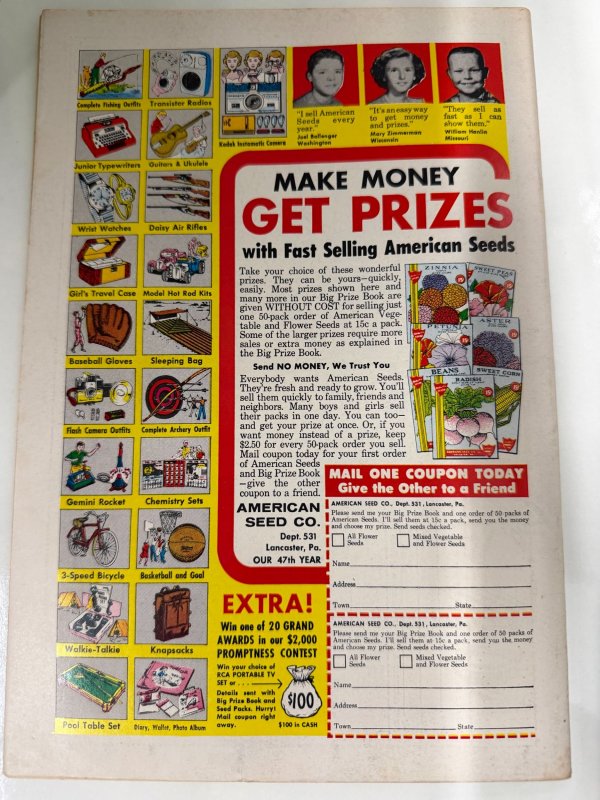 Complete Fishing Outfits
Transistor Radios
Kodak Instamatic Camera
"I sell American
Seeds every
year."
Joel Ballenger
Washington
"It's an easy way
to get money
and prizes."
Mary Zimmerman
Wisconsin
"They sell as
fast as I can
show them."
William Henlin
Missouri
Junior Typewriters
Guitars & Ukulele
Wrist Watches
Daisy Air Rifles
Girl's Travel Case
Model Hot Rod Kits
Baseball Gloves
Sleeping Bag
Flash Camera Outfits
Complete Archery Outfit
Gemini Rocket
Chemistry Sets
3-Speed Bicycle
Basketball and Goal
Walkie-Talkie
Knapsacks
Pool Table Set
Diary, Wallet, Photo Album
MAKE MONEY
GET PRIZES
with Fast Selling American Seeds
Take your choice of these wonderful
prizes. They can be yours—quickly,
easily. Most prizes shown here and
many more in our Big Prize Book are
given WITHOUT COST for selling just
one 50-pack order of American Vege-
table and Flower Seeds at 15c a pack.
Some of the larger prizes require more
sales or extra money as explained in
the Big Prize Book.
Send NO MONEY, We Trust You
Everybody wants American Seeds.
They're fresh and ready to grow. You'll
sell them quickly to family, friends and
neighbors. Many boys and girls sell
their packs in one day. You can too—
and get your prize at once. Or, if you
want money instead of a prize, keep
$2.50 for every 50-pack order you sell.
Mail coupon today for your first order
of American Seeds
and Big Prize Book
—give the other
coupon to a friend.
AMERICAN
SEED CO.
Dept. 531
Lancaster, Pa.
OUR 47th YEAR
ZINNIA
15¢
SWEET PEAS
15¢
PETUNIA
15¢
ASTER
15¢
BEANS
SWEET CORN
15¢
RADISH
15¢
MAIL ONE COUPON TODAY
Give the Other to a Friend
AMERICAN SEED CO., Dept. 531, Lancaster, Pa.
Please send me your Big Prize Book and one order of 50 packs of
American Seeds. I'll sell them at 15c a pack, send you the money
and choose my prize. Send seeds checked.
All Flower
Seeds
Mixed Vegetable
and Flower Seeds
Name
Address
Town State
AMERICAN SEED CO., Dept. 531, Lancaster, Pa.
Please send me your Big Prize Book and one order of 50 packs of
American Seeds. I'll sell them at 15c a pack, send you the money
and choose my prize. Send seeds checked.
All Flower
Seeds
Mixed Vegetable
and Flower Seeds
Name
Address
Town State
EXTRA!
Win one of 20 GRAND
AWARDS in our $2,000
PROMPTNESS CONTEST
Win your choice of
RCA PORTABLE TV
SET or
Details sent with
Big Prize Book and
Seed Packs. Hurry!
Mail coupon right
away.
$100
$100 in CASH